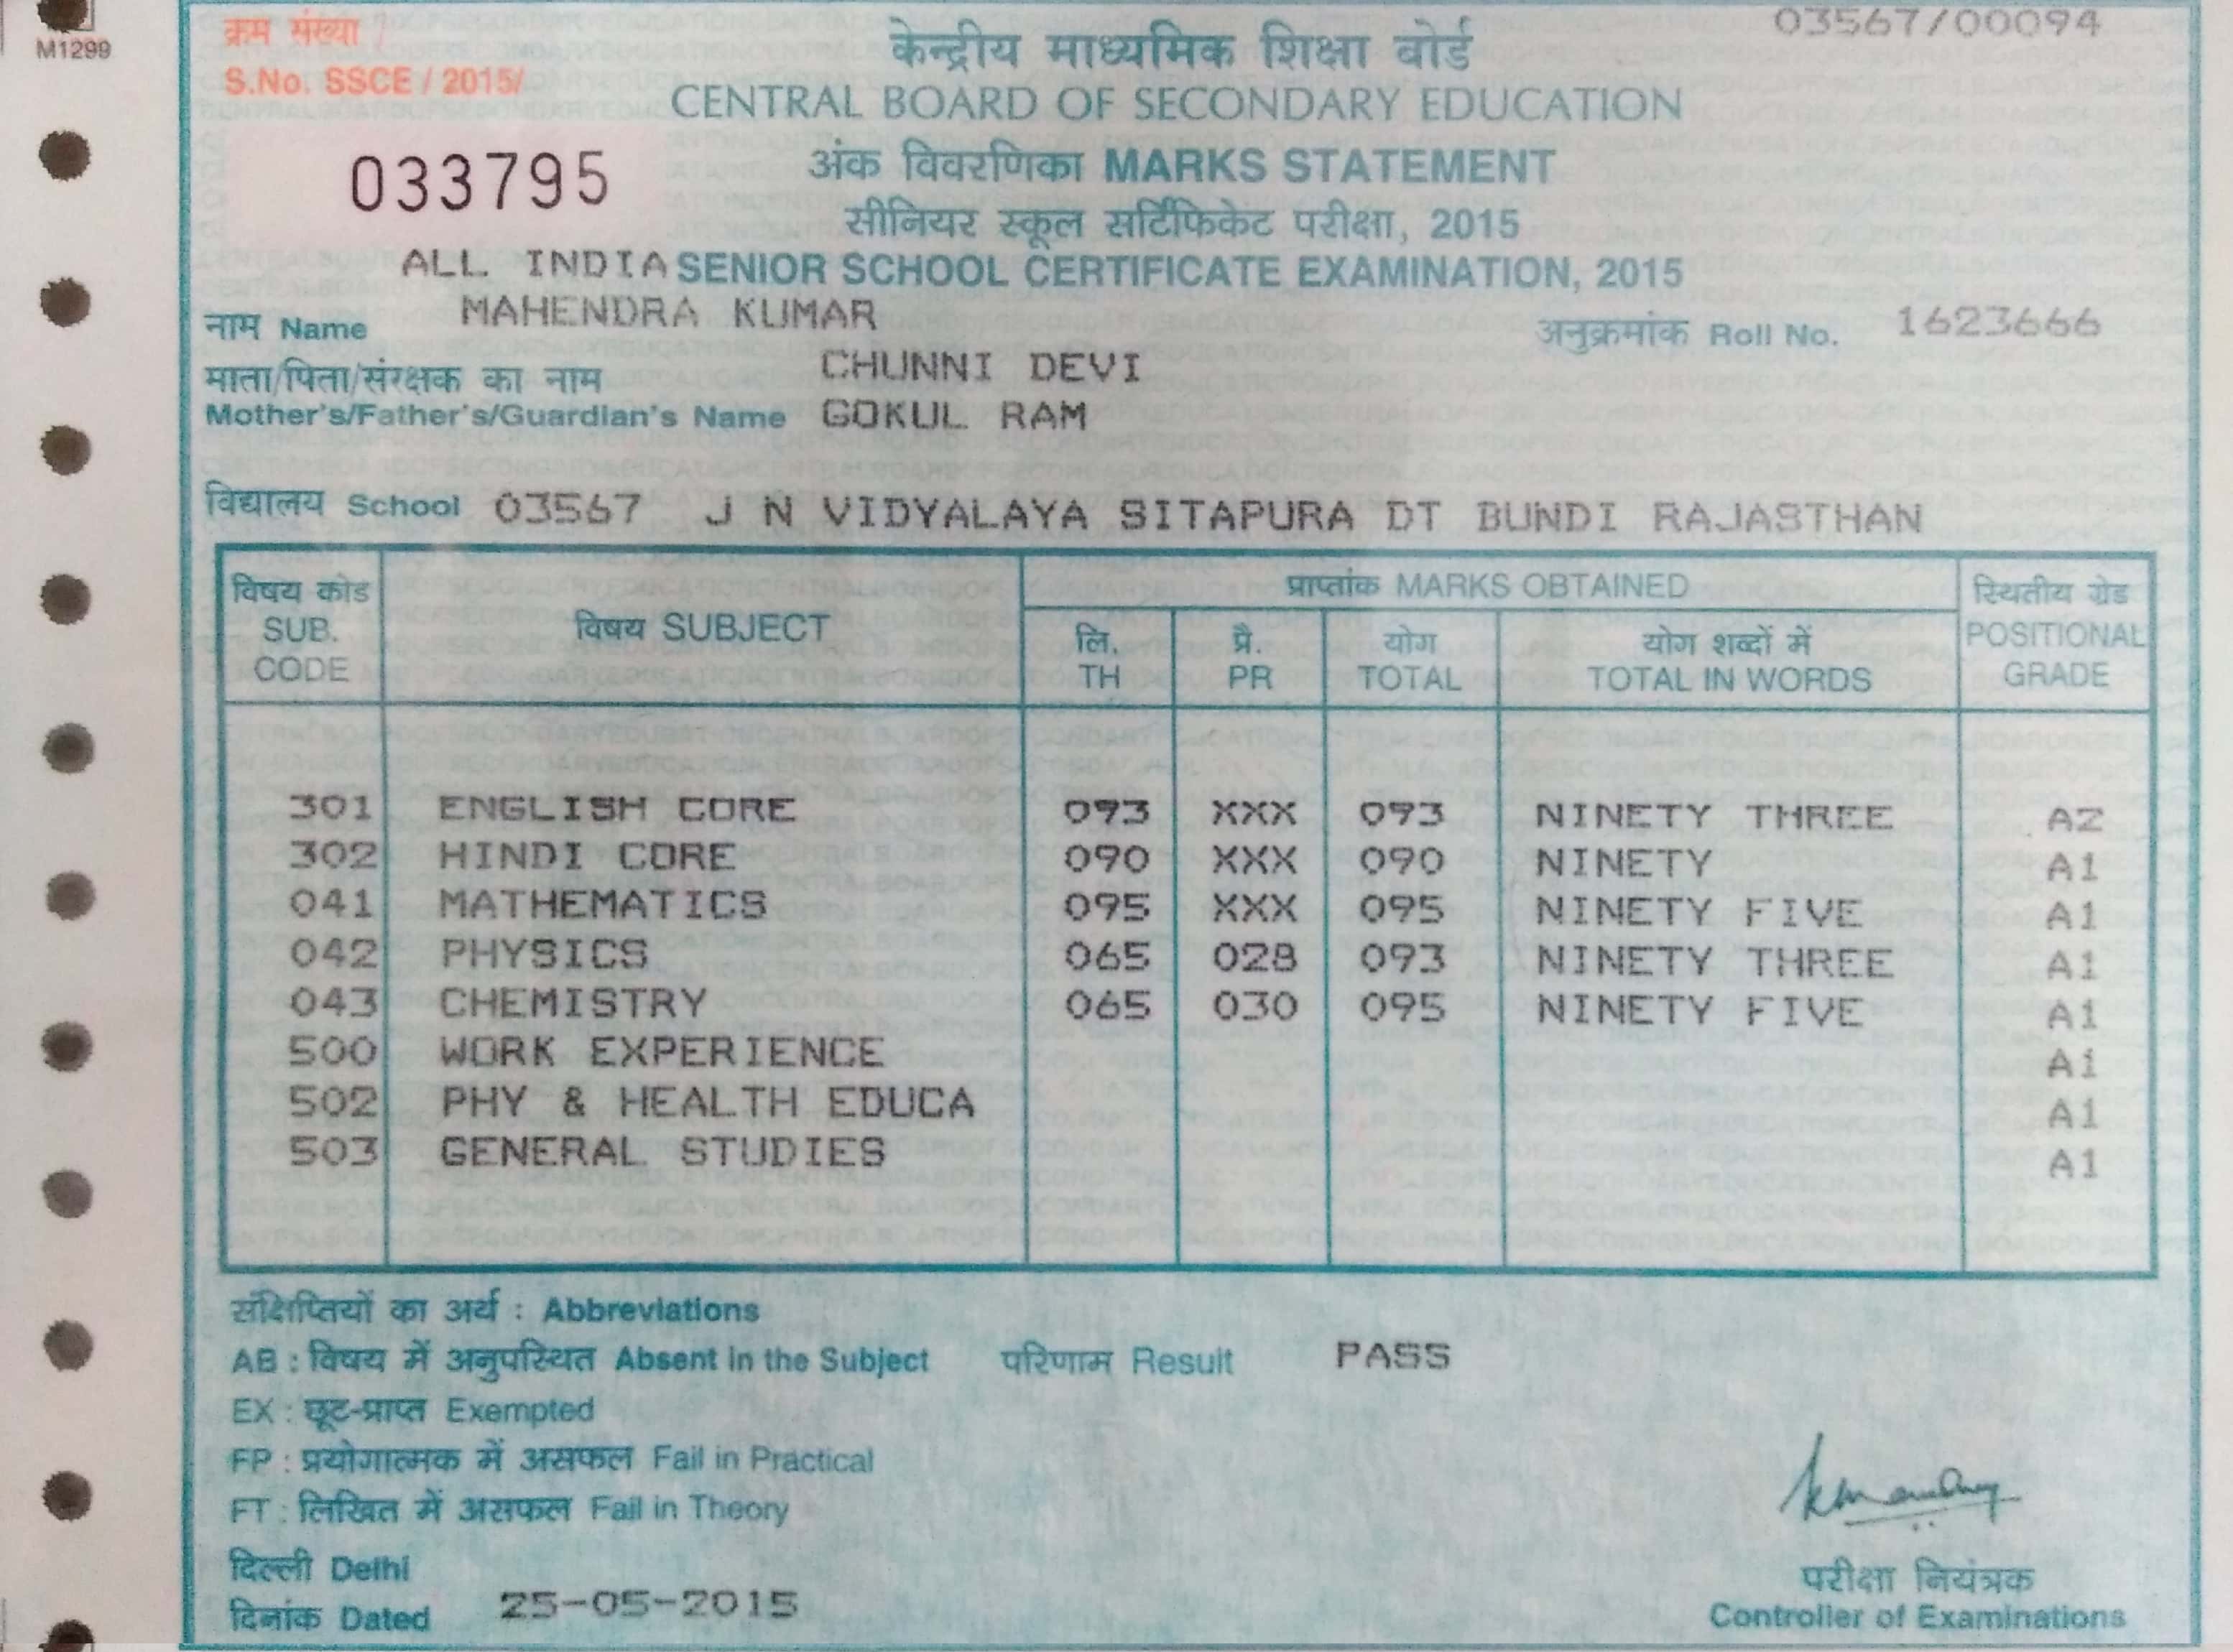 M1299
क्रम संख्या /
S.No. SSCE / 2015/
03567/00094
केन्द्रीय माध्यमिक शिक्षा बोर्ड
CENTRAL BOARD OF SECONDARY EDUCATION
033795
अंक विवरणिका MARKS STATEMENT
सीनियर स्कूल सर्टिफिकेट परीक्षा, 2015
ALL INDIA SENIOR SCHOOL CERTIFICATE EXAMINATION, 2015
नाम Name MAHENDRA KUMAR
अनुक्रमांक Roll No. 1623666
माता/पिता/संरक्षक का नाम CHUNNI DEVI
Mother's/Father's/Guardian's Name GOKUL RAM
विद्यालय School 03567 J N VIDYALAYA SITAPURA DT BUNDI RAJASTHAN
विषय कोड SUB. CODE
विषय SUBJECT
प्राप्तांक MARKS OBTAINED
लि. TH
प्रै. PR
योग TOTAL
योग शब्दों में TOTAL IN WORDS
स्थितीय ग्रेड POSITIONAL GRADE
301 ENGLISH CORE 093 XXX 093 NINETY THREE A2
302 HINDI CORE 090 XXX 090 NINETY A1
041 MATHEMATICS 095 XXX 095 NINETY FIVE A1
042 PHYSICS 065 028 093 NINETY THREE A1
043 CHEMISTRY 065 030 095 NINETY FIVE A1
500 WORK EXPERIENCE A1
502 PHY & HEALTH EDUCA A1
503 GENERAL STUDIES A1
संक्षिप्तियों का अर्थ : Abbreviations
AB : विषय में अनुपस्थित Absent in the Subject परिणाम Result PASS
EX : छूट-प्राप्त Exempted
FP : प्रयोगात्मक में असफल Fail in Practical
FT : लिखित में असफल Fail in Theory
दिल्ली Delhi
दिनांक Dated 25-05-2015
परीक्षा नियंत्रक
Controller of Examinations